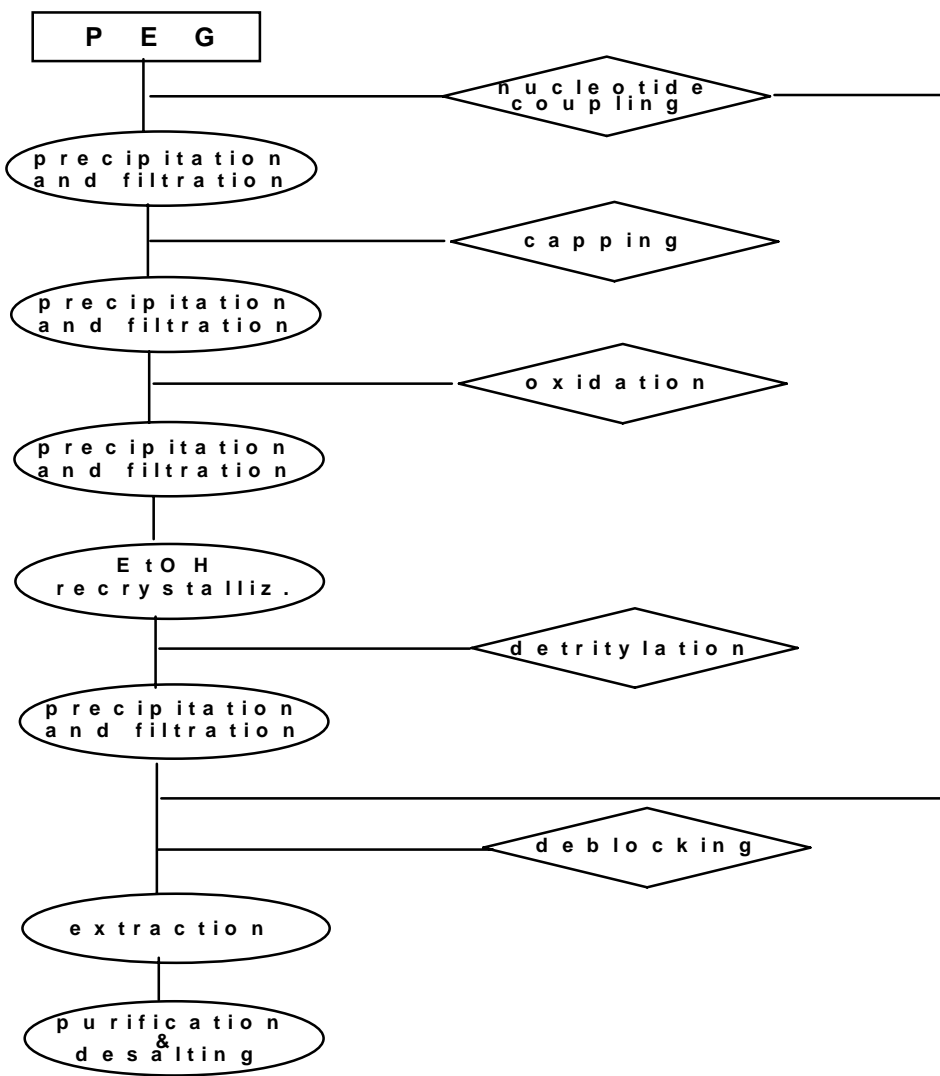 PEG
nucleotide
coupling
precipitation
and filtration
capping
precipitation
and filtration
oxidation
precipitation
and filtration
EtOH
recrystalliz.
detritylation
precipitation
and filtration
deblocking
extraction
purification
&
desalting